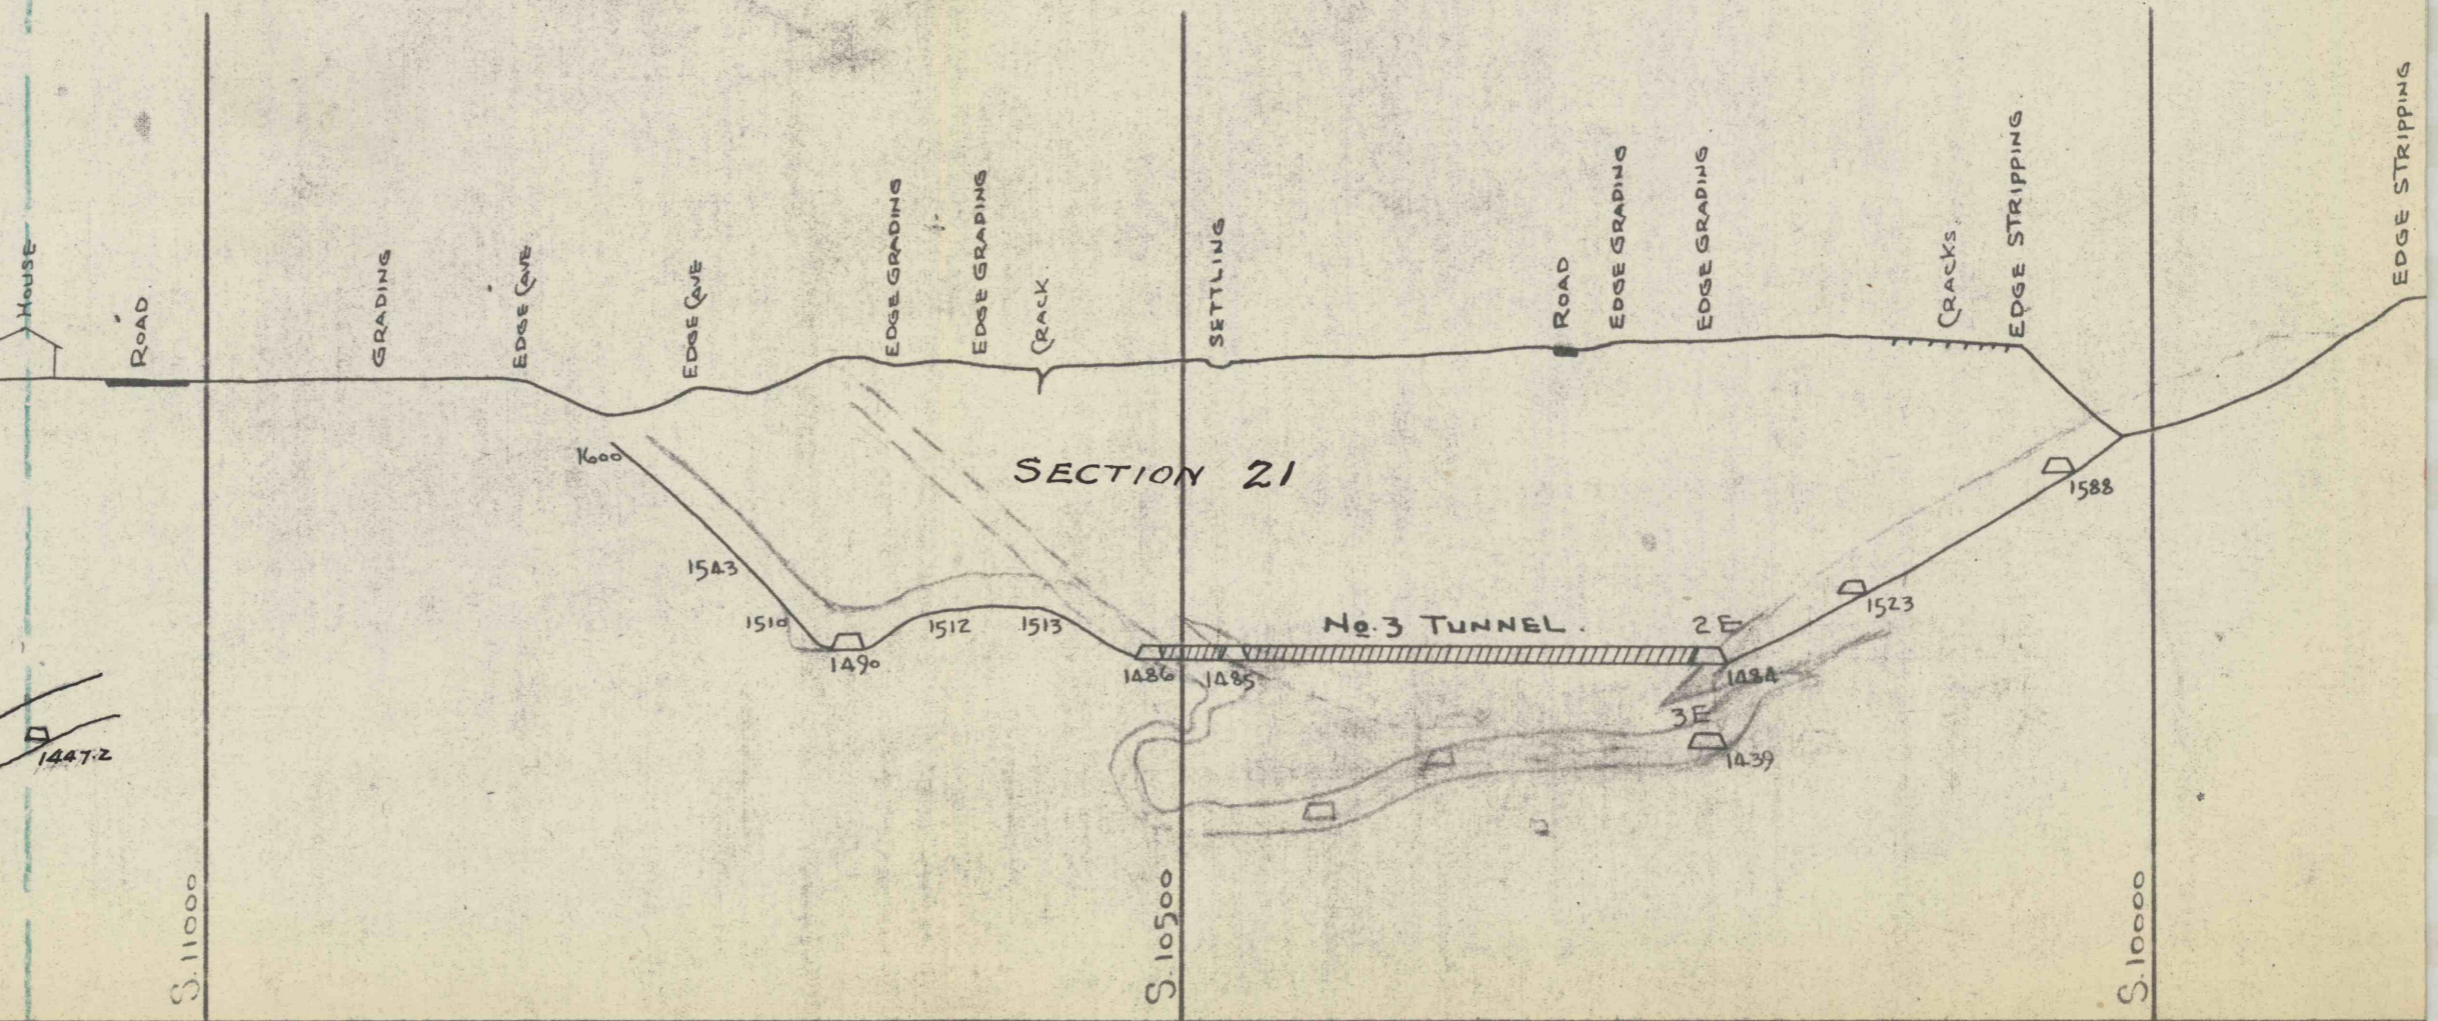 HOUSE
ROAD
GRADING
EDGE CAVE
EDGE CAVE
EDGE GRADING
EDGE GRADING
CRACK
SETTLING
ROAD
EDGE GRADING
EDGE GRADING
CRACKS.
EDGE STRIPPING.
EDGE STRIPPING
1600
SECTION 21
1588
1543
1523
1510
1512
1513
No. 3 TUNNEL.
2 E
1490
1486
1485
1484
3 E
1447.2
1439
S. 11000
S. 10500
S. 10000